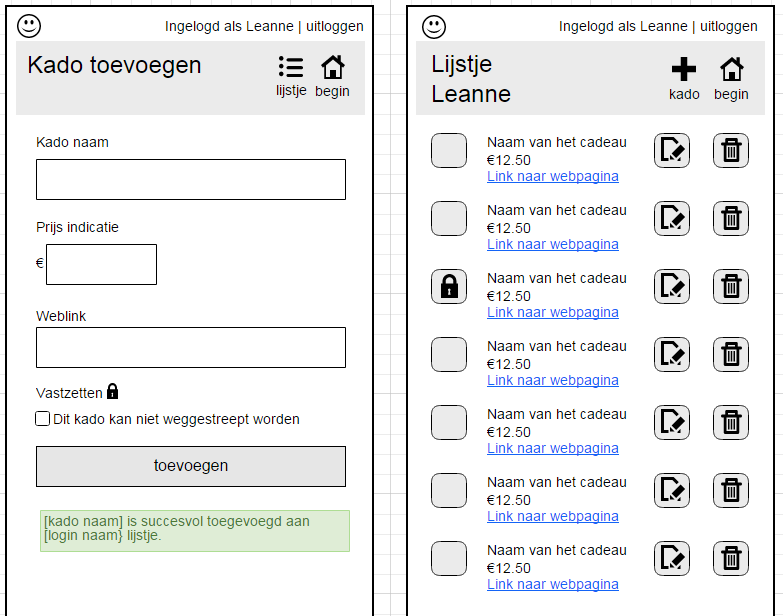 Ingelogd als Leanne | uitloggen
Kado toevoegen
lijstje
begin
Kado naam
Prijs indicatie
€
Weblink
Vastzetten
Dit kado kan niet weggestreept worden
toevoegen
[kado naam] is succesvol toegevoegd aan
[login naam} lijstje.
Ingelogd als Leanne | uitloggen
Lijstje
Leanne
kado
begin
Naam van het cadeau
€12.50
Link naar webpagina
Naam van het cadeau
€12.50
Link naar webpagina
Naam van het cadeau
€12.50
Link naar webpagina
Naam van het cadeau
€12.50
Link naar webpagina
Naam van het cadeau
€12.50
Link naar webpagina
Naam van het cadeau
€12.50
Link naar webpagina
Naam van het cadeau
€12.50
Link naar webpagina